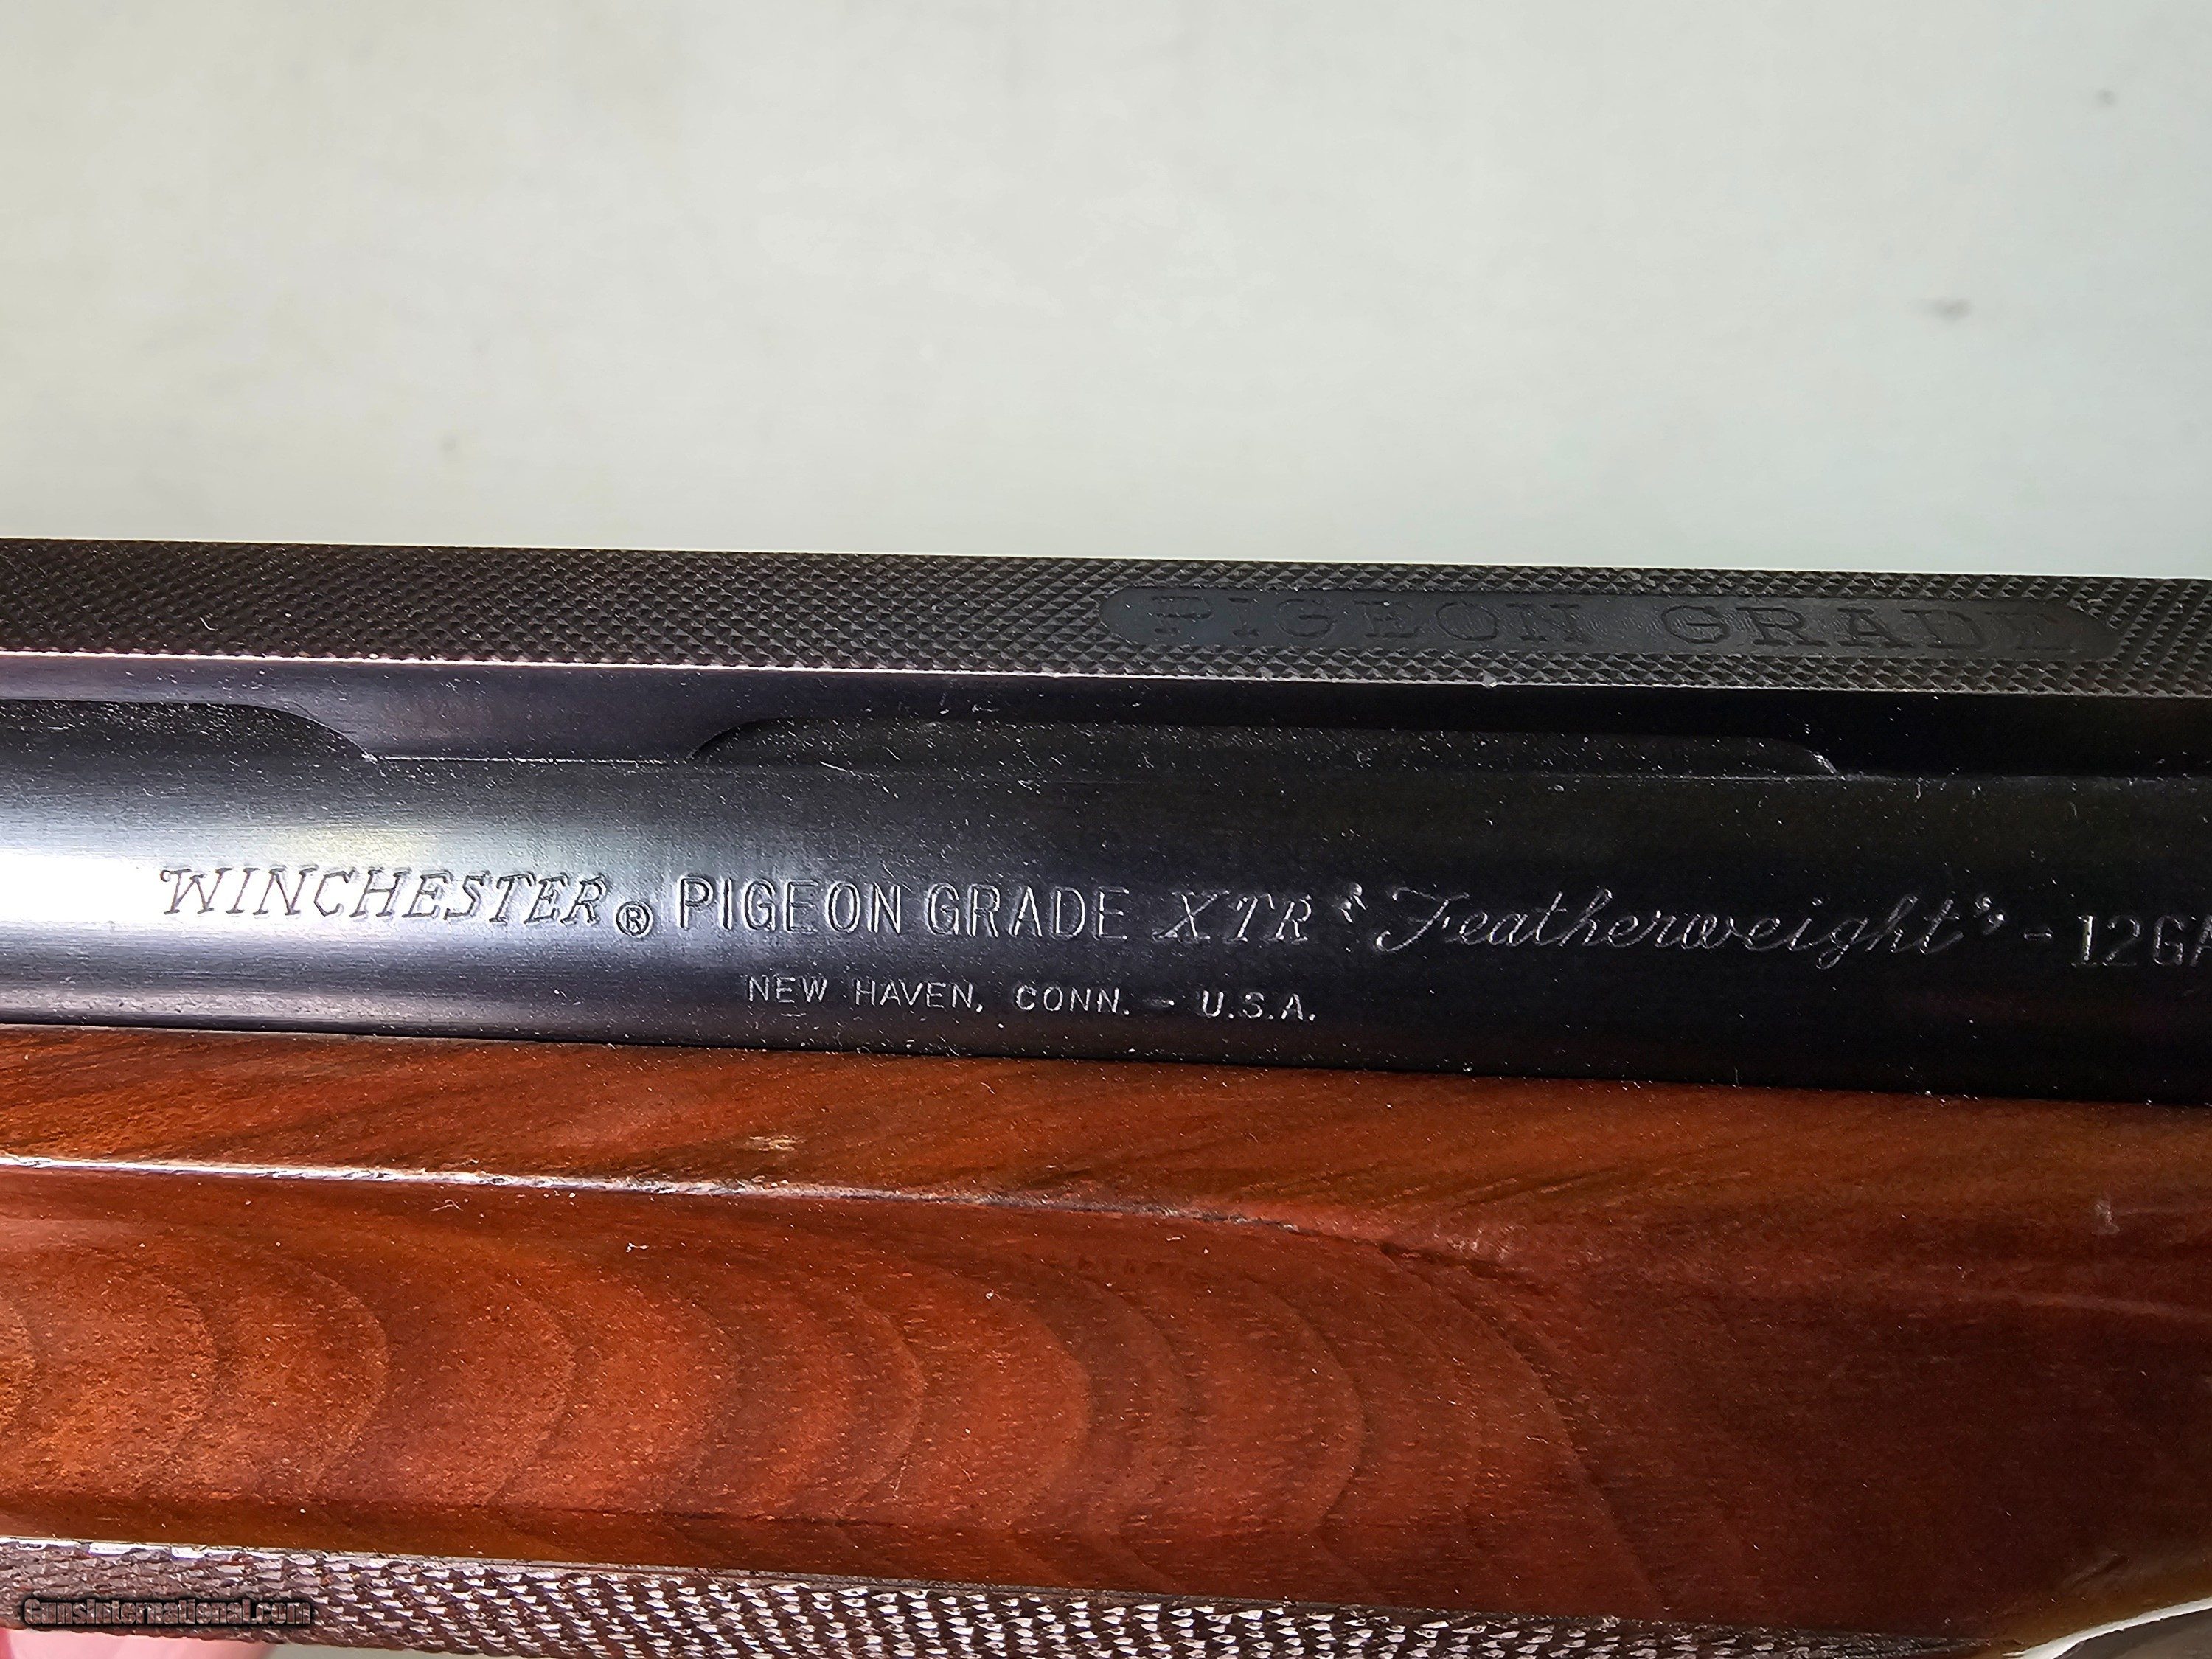 PIGEON GRADE
WINCHESTER® PIGEON GRADE XTR "Featherweight" - 12GA
NEW HAVEN, CONN. - U.S.A.
GunsInternational.com